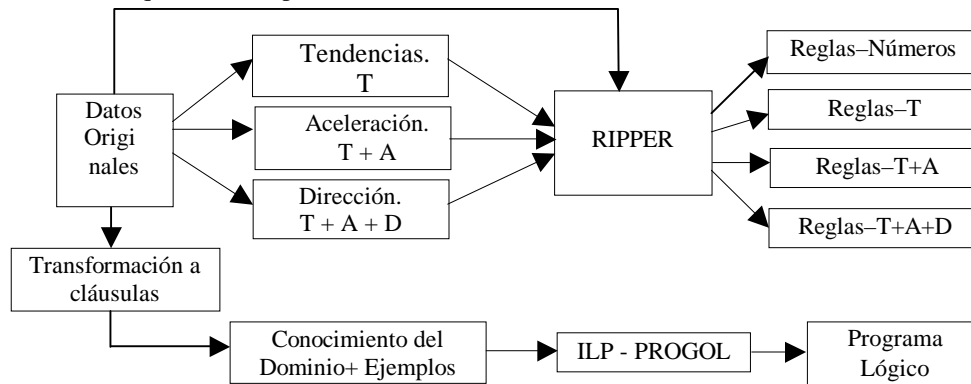 Tendencias.
T
Datos
Origi
nales
Aceleración.
T + A
Dirección.
T + A + D
RIPPER
Reglas–Números
Reglas–T
Reglas–T+A
Reglas–T+A+D
Transformación a
cláusulas
Conocimiento del
Dominio+ Ejemplos
ILP - PROGOL
Programa
Lógico